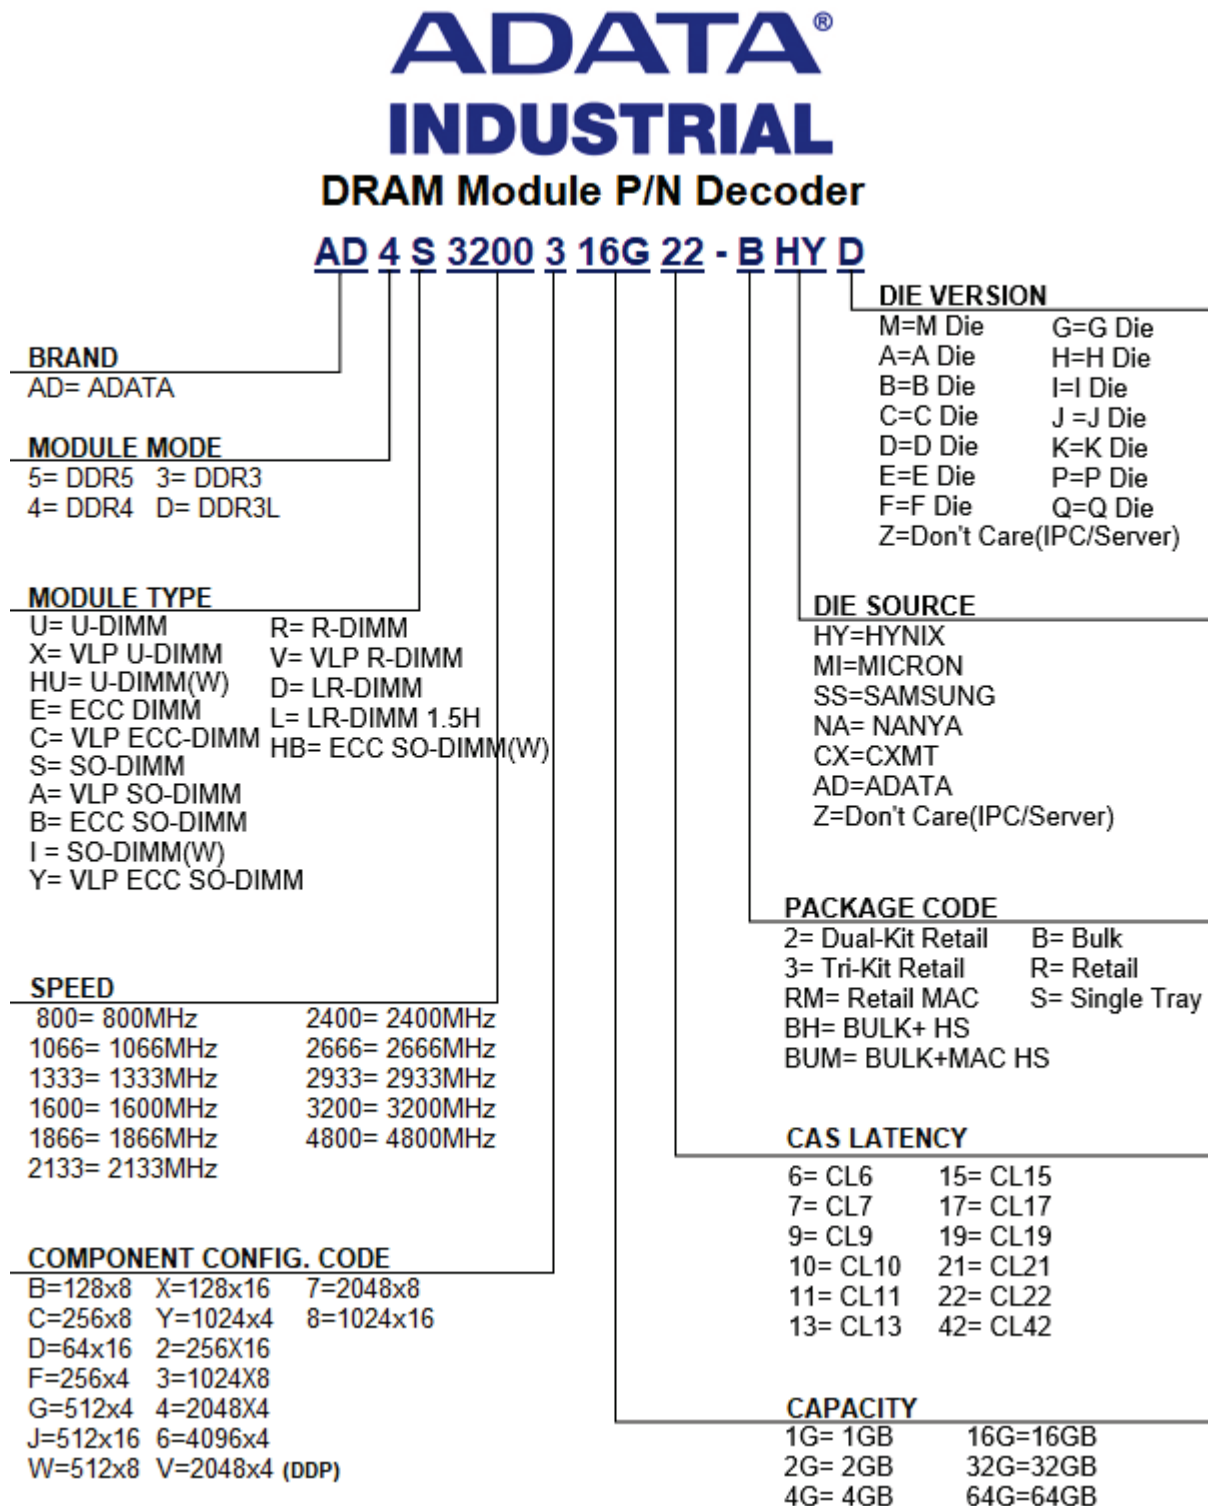 ADATA®
INDUSTRIAL
DRAM Module P/N Decoder
AD 4 S 3200 3 16G 22 - B HY D
BRAND
AD= ADATA
MODULE MODE
5= DDR5 3= DDR3
4= DDR4 D= DDR3L
MODULE TYPE
U= U-DIMM R= R-DIMM
X= VLP U-DIMM V= VLP R-DIMM
HU= U-DIMM(W) D= LR-DIMM
E= ECC DIMM L= LR-DIMM 1.5H
C= VLP ECC-DIMM HB= ECC SO-DIMM(W)
S= SO-DIMM
A= VLP SO-DIMM
B= ECC SO-DIMM
I = SO-DIMM(W)
Y= VLP ECC SO-DIMM
SPEED
800= 800MHz 2400= 2400MHz
1066= 1066MHz 2666= 2666MHz
1333= 1333MHz 2933= 2933MHz
1600= 1600MHz 3200= 3200MHz
1866= 1866MHz 4800= 4800MHz
2133= 2133MHz
COMPONENT CONFIG. CODE
B=128x8 X=128x16 7=2048x8
C=256x8 Y=1024x4 8=1024x16
D=64x16 2=256X16
F=256x4 3=1024X8
G=512x4 4=2048X4
J=512x16 6=4096x4
W=512x8 V=2048x4 (DDP)
DIE VERSION
M=M Die G=G Die
A=A Die H=H Die
B=B Die I=I Die
C=C Die J =J Die
D=D Die K=K Die
E=E Die P=P Die
F=F Die Q=Q Die
Z=Don't Care(IPC/Server)
DIE SOURCE
HY=HYNIX
MI=MICRON
SS=SAMSUNG
NA= NANYA
CX=CXMT
AD=ADATA
Z=Don't Care(IPC/Server)
PACKAGE CODE
2= Dual-Kit Retail B= Bulk
3= Tri-Kit Retail R= Retail
RM= Retail MAC S= Single Tray
BH= BULK+ HS
BUM= BULK+MAC HS
CAS LATENCY
6= CL6 15= CL15
7= CL7 17= CL17
9= CL9 19= CL19
10= CL10 21= CL21
11= CL11 22= CL22
13= CL13 42= CL42
CAPACITY
1G= 1GB 16G=16GB
2G= 2GB 32G=32GB
4G= 4GB 64G=64GB